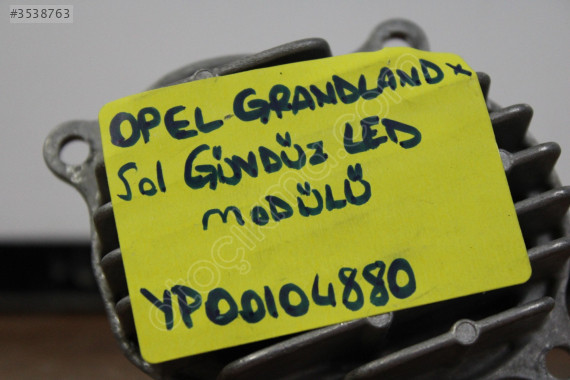 #3538763
OPEL GRANDLAND X
Sol GÜNDÜZ LED
MODÜLÜ
YP00104880